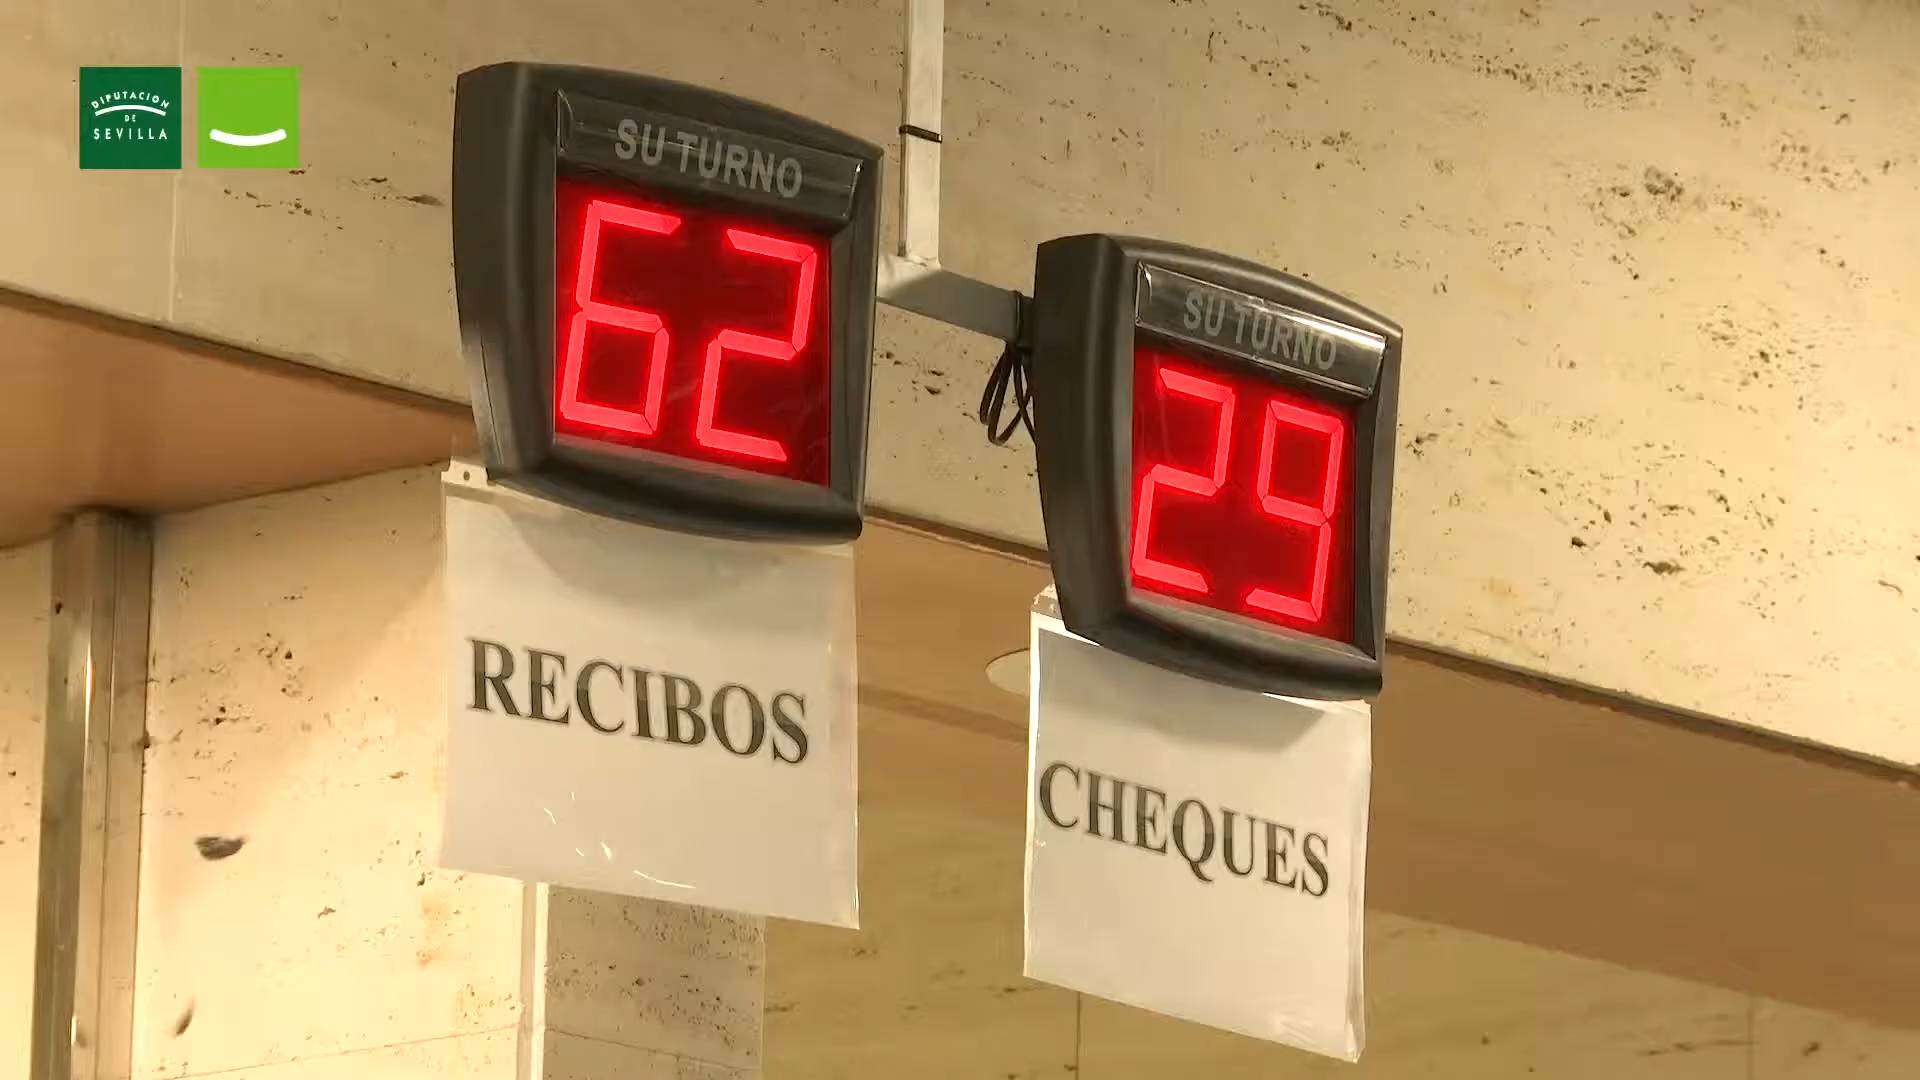 DIPUTACION
DE
SEVILLA
SU TURNO
62
RECIBOS
SU TURNO
29
CHEQUES